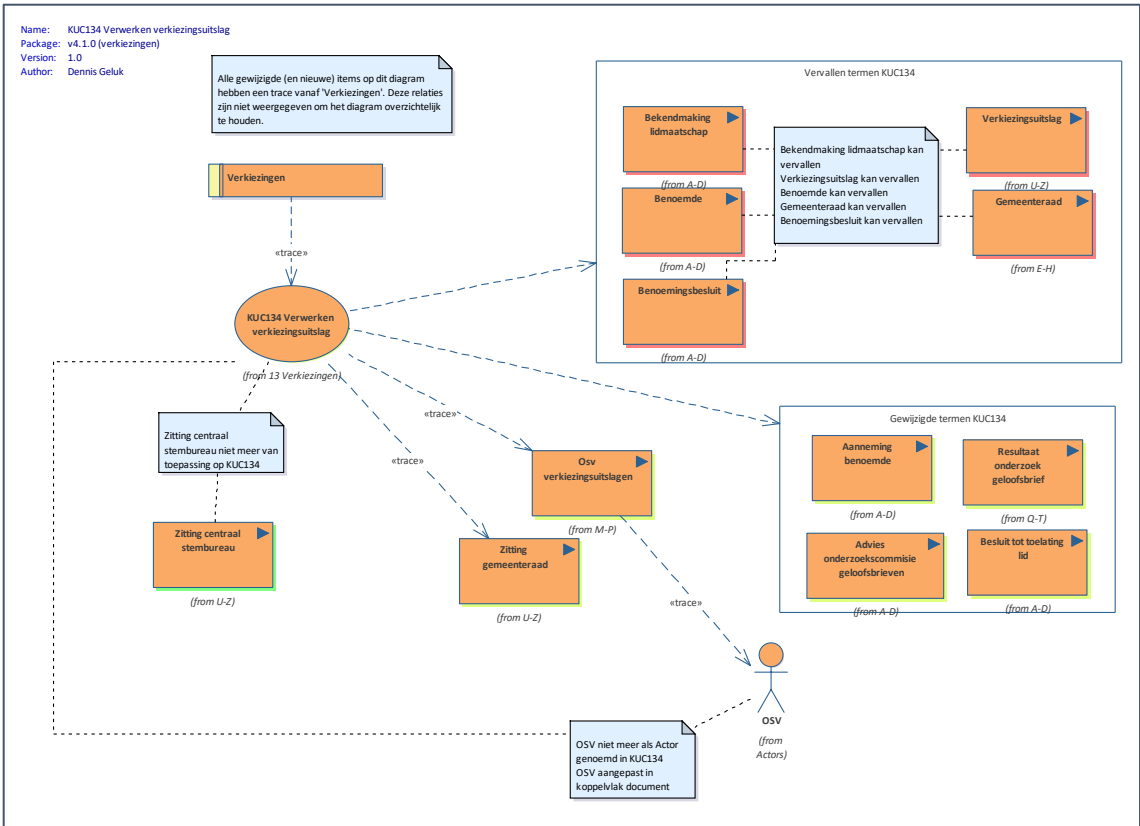 Name: KUC134 Verwerken verkiezingsuitslag
Package: v4.1.0 (verkiezingen)
Version: 1.0
Author: Dennis Geluk
Alle gewijzigde (en nieuwe) items op dit diagram
hebben een trace vanaf 'Verkiezingen'. Deze relaties
zijn niet weergegeven om het diagram overzichtelijk
te houden.
Verkiezingen
«trace»
KUC134 Verwerken
verkiezingsuitslag
(from 13 Verkiezingen)
Vervallen termen KUC134
Bekendmaking
lidmaatschap
(from A-D)
Benoemde
(from A-D)
Benoemingsbesluit
(from A-D)
Bekendmaking lidmaatschap kan
vervallen
Verkiezingsuitslag kan vervallen
Benoemde kan vervallen
Gemeenteraad kan vervallen
Benoemingsbesluit kan vervallen
Verkiezingsuitslag
(from U-Z)
Gemeenteraad
(from E-H)
Zitting centraal
stembureau niet meer van
toepassing op KUC134
Zitting centraal
stembureau
(from U-Z)
«trace»
«trace»
Osv
verkiezingsuitslagen
(from M-P)
Zitting
gemeenteraad
(from U-Z)
Gewijzigde termen KUC134
Aanneming
benoemde
(from A-D)
Resultaat
onderzoek
geloofsbrief
(from Q-T)
Advies
onderzoekscommisie
geloofsbrieven
(from A-D)
Besluit tot toelating
lid
(from A-D)
«trace»
OSV
(from
Actors)
OSV niet meer als Actor
genoemd in KUC134
OSV aangepast in
koppelvlak document